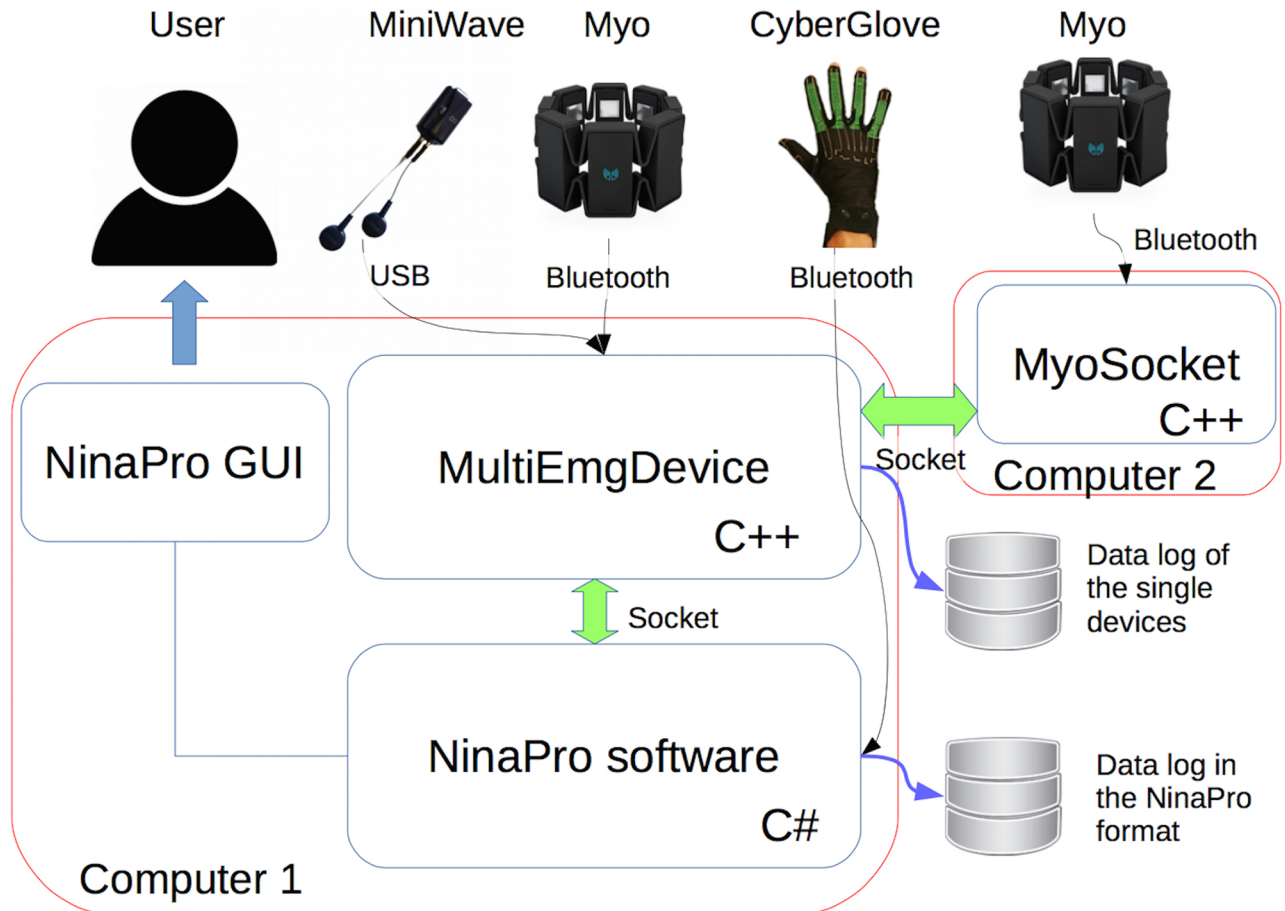 User
MiniWave
Myo
CyberGlove
Myo
USB
Bluetooth
Bluetooth
Bluetooth
NinaPro GUI
MultiEmgDevice
C++
MyoSocket
C++
Socket
Computer 2
Data log of
the single
devices
Socket
NinaPro software
C#
Data log in
the NinaPro
format
Computer 1